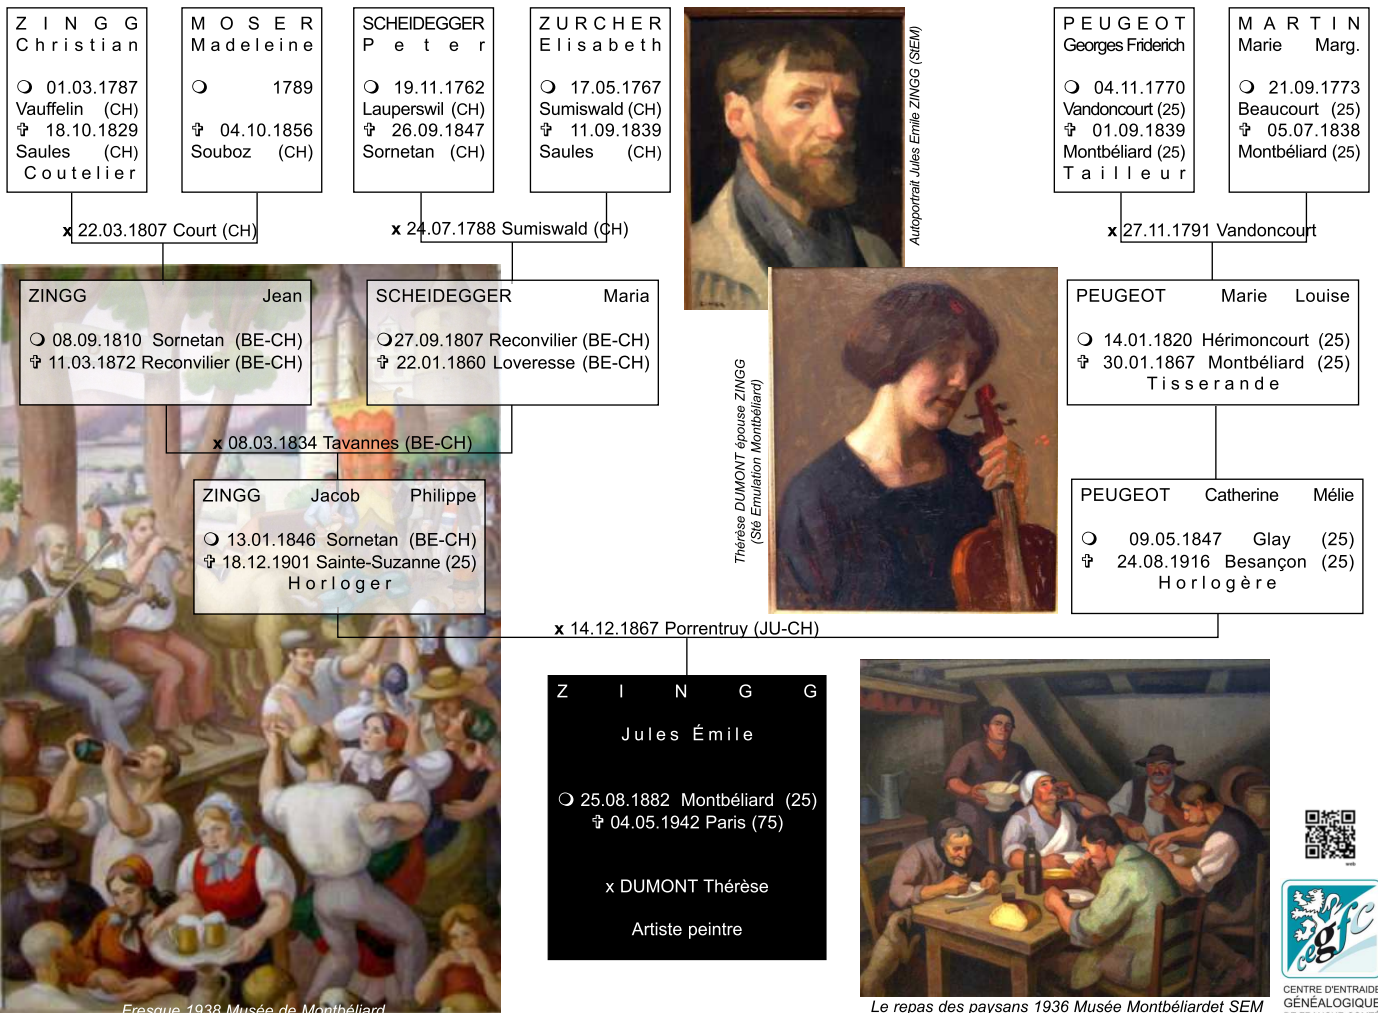 Z I N G G
Christian
01.03.1787
Vauffelin (CH)
✞ 18.10.1829
Saules (CH)
Coutelier
M O S E R
Madeleine
1789
✞ 04.10.1856
Souboz (CH)
x 22.03.1807 Court (CH)
SCHEIDEGGER
Peter
19.11.1762
Lauperswil (CH)
✞ 26.09.1847
Sornetan (CH)
ZURCHER
Elisabeth
17.05.1767
Sumiswald (CH)
✞ 11.09.1839
Saules (CH)
x 24.07.1788 Sumiswald (CH)
Autoportrait Jules Emile ZINGG (StEM)
PEUGEOT
Georges Friderich
04.11.1770
Vandoncourt (25)
✞ 01.09.1839
Montbéliard (25)
Tailleur
MARTIN
Marie Marg.
21.09.1773
Beaucourt (25)
✞ 05.07.1838
Montbéliard (25)
x 27.11.1791 Vandoncourt
ZINGG Jean
08.09.1810 Sornetan (BE-CH)
✞ 11.03.1872 Reconvilier (BE-CH)
SCHEIDEGGER Maria
27.09.1807 Reconvilier (BE-CH)
✞ 22.01.1860 Loveresse (BE-CH)
x 08.03.1834 Tavannes (BE-CH)
Thérèse DUMONT épouse ZINGG
(Sté Emulation Montbéliard)
PEUGEOT Marie Louise
14.01.1820 Hérimoncourt (25)
✞ 30.01.1867 Montbéliard (25)
Tisserande
ZINGG Jacob Philippe
13.01.1846 Sornetan (BE-CH)
✞ 18.12.1901 Sainte-Suzanne (25)
Horloger
PEUGEOT Catherine Mélie
09.05.1847 Glay (25)
✞ 24.08.1916 Besançon (25)
Horlogère
x 14.12.1867 Porrentruy (JU-CH)
Z I N G G
Jules Émile
25.08.1882 Montbéliard (25)
✞ 04.05.1942 Paris (75)
x DUMONT Thérèse
Artiste peintre
Fresque 1938 Musée de Montbéliard
Le repas des paysans 1936 Musée Montbéliardet SEM
web
cegfc
CENTRE D'ENTRAIDE
GÉNÉALOGIQUE